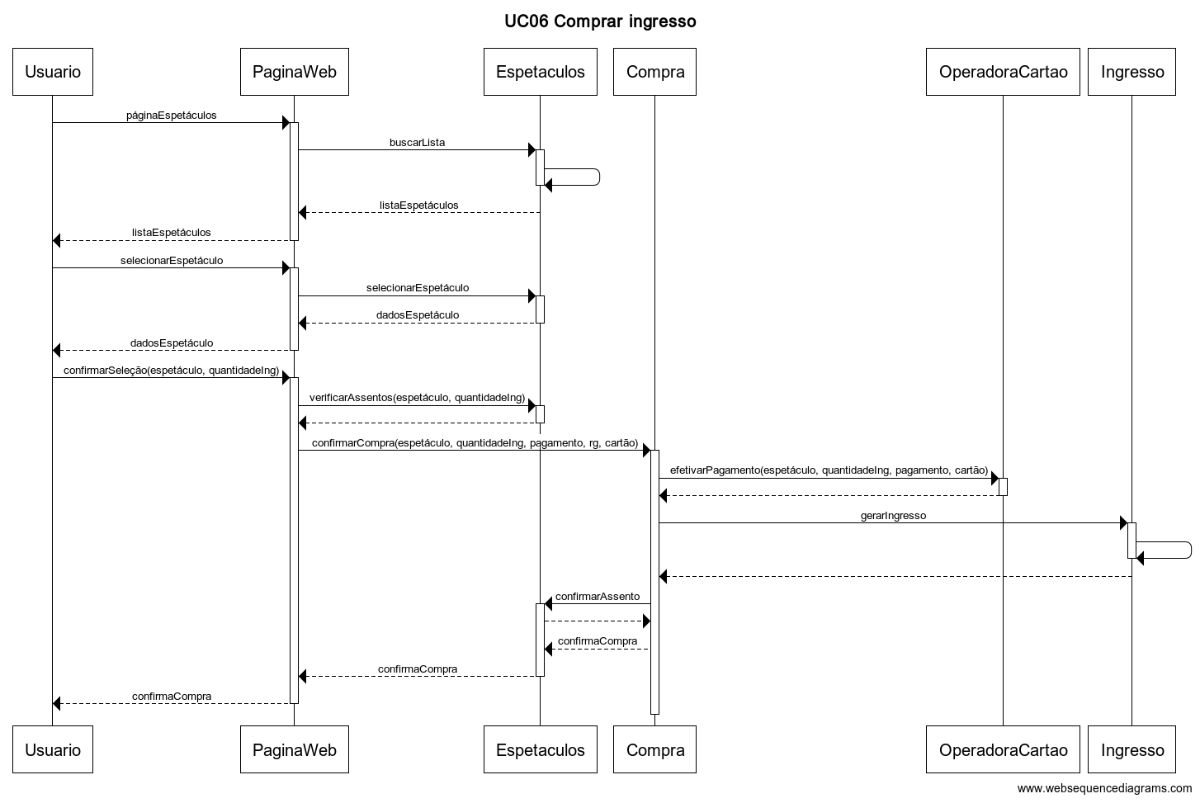 UC06 Comprar ingresso
Usuario
PaginaWeb
Espetaculos
Compra
OperadoraCartao
Ingresso
páginaEspetáculos
buscarLista
listaEspetáculos
listaEspetáculos
selecionarEspetáculo
selecionarEspetáculo
dadosEspetáculo
dadosEspetáculo
confirmarSeleção(espetáculo, quantidadeIng)
verificarAssentos(espetáculo, quantidadeIng)
confirmarCompra(espetáculo, quantidadeIng, pagamento, rg, cartão)
efetivarPagamento(espetáculo, quantidadeIng, pagamento, cartão)
gerarIngresso
confirmarAssento
confirmaCompra
confirmaCompra
confirmaCompra
Usuario
PaginaWeb
Espetaculos
Compra
OperadoraCartao
Ingresso
www.websequencediagrams.com